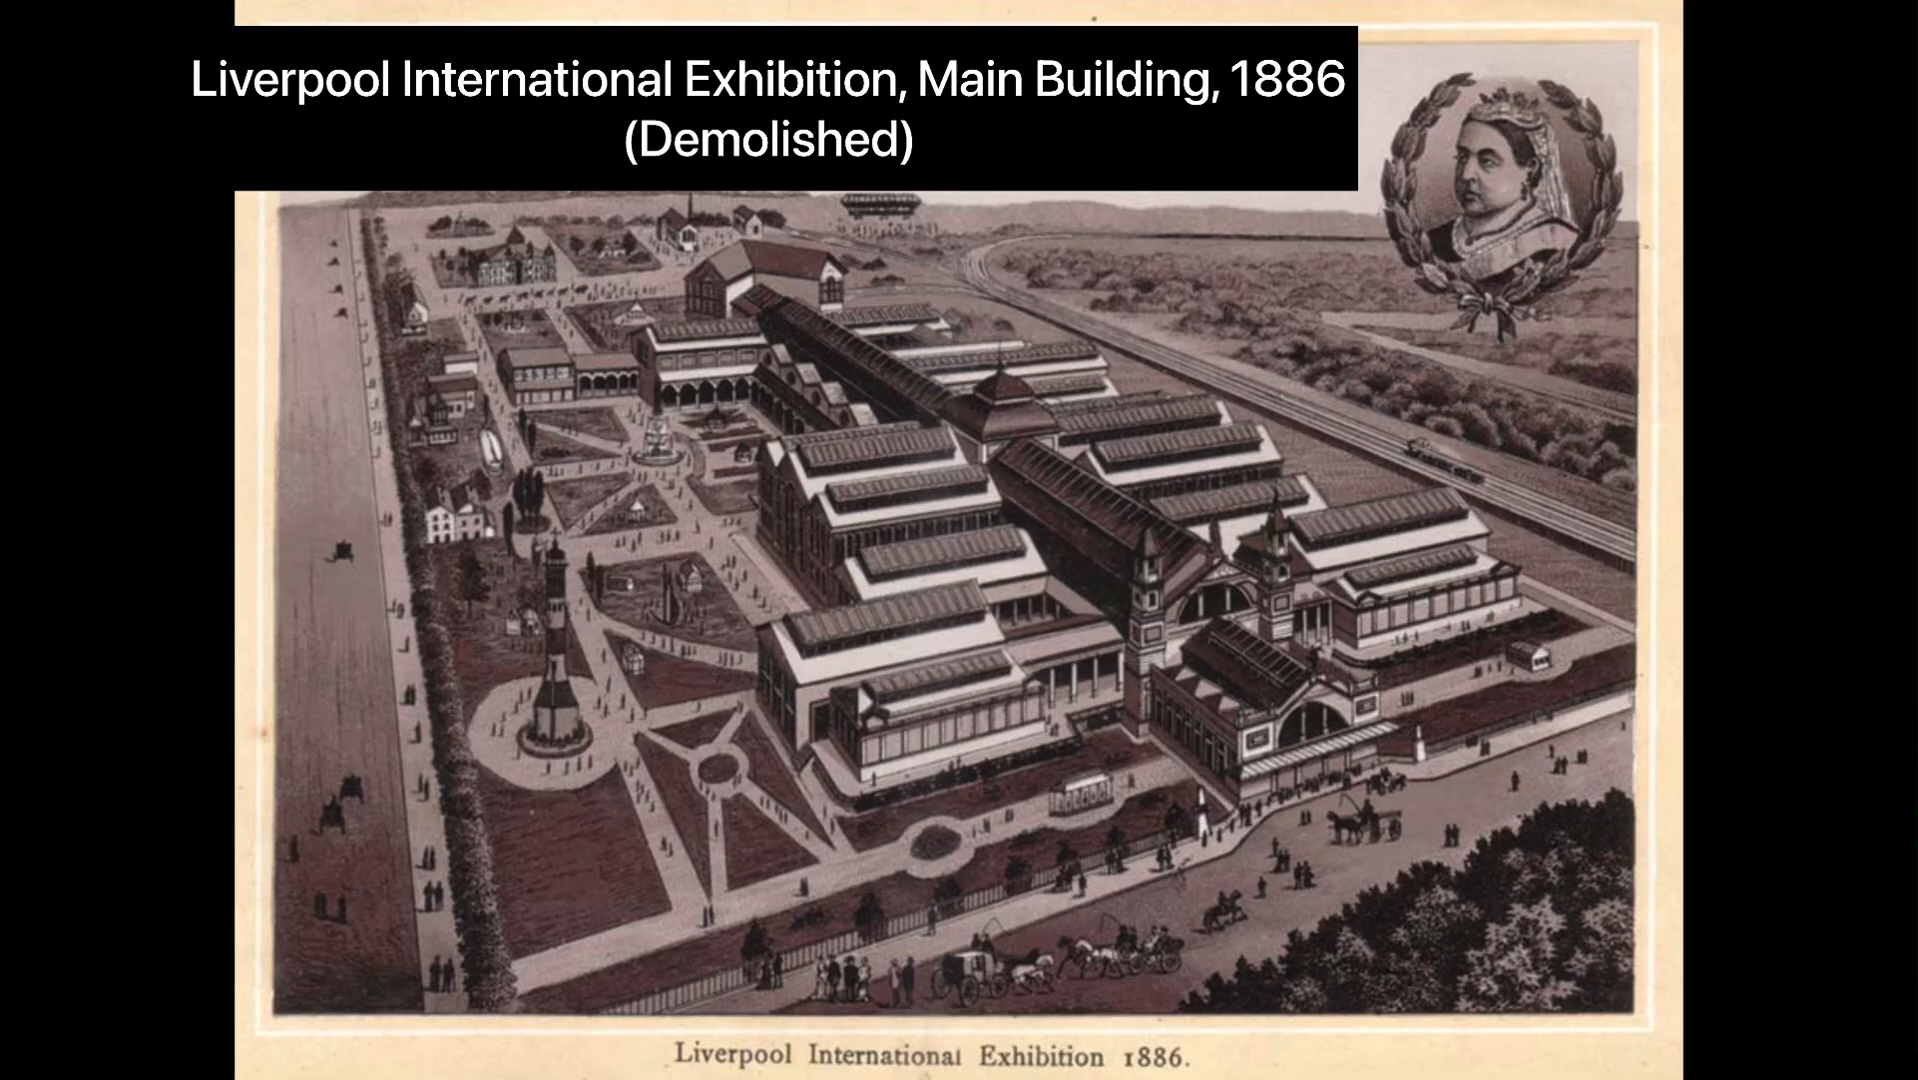 Liverpool International Exhibition, Main Building, 1886
(Demolished)
Liverpool International Exhibition 1886.